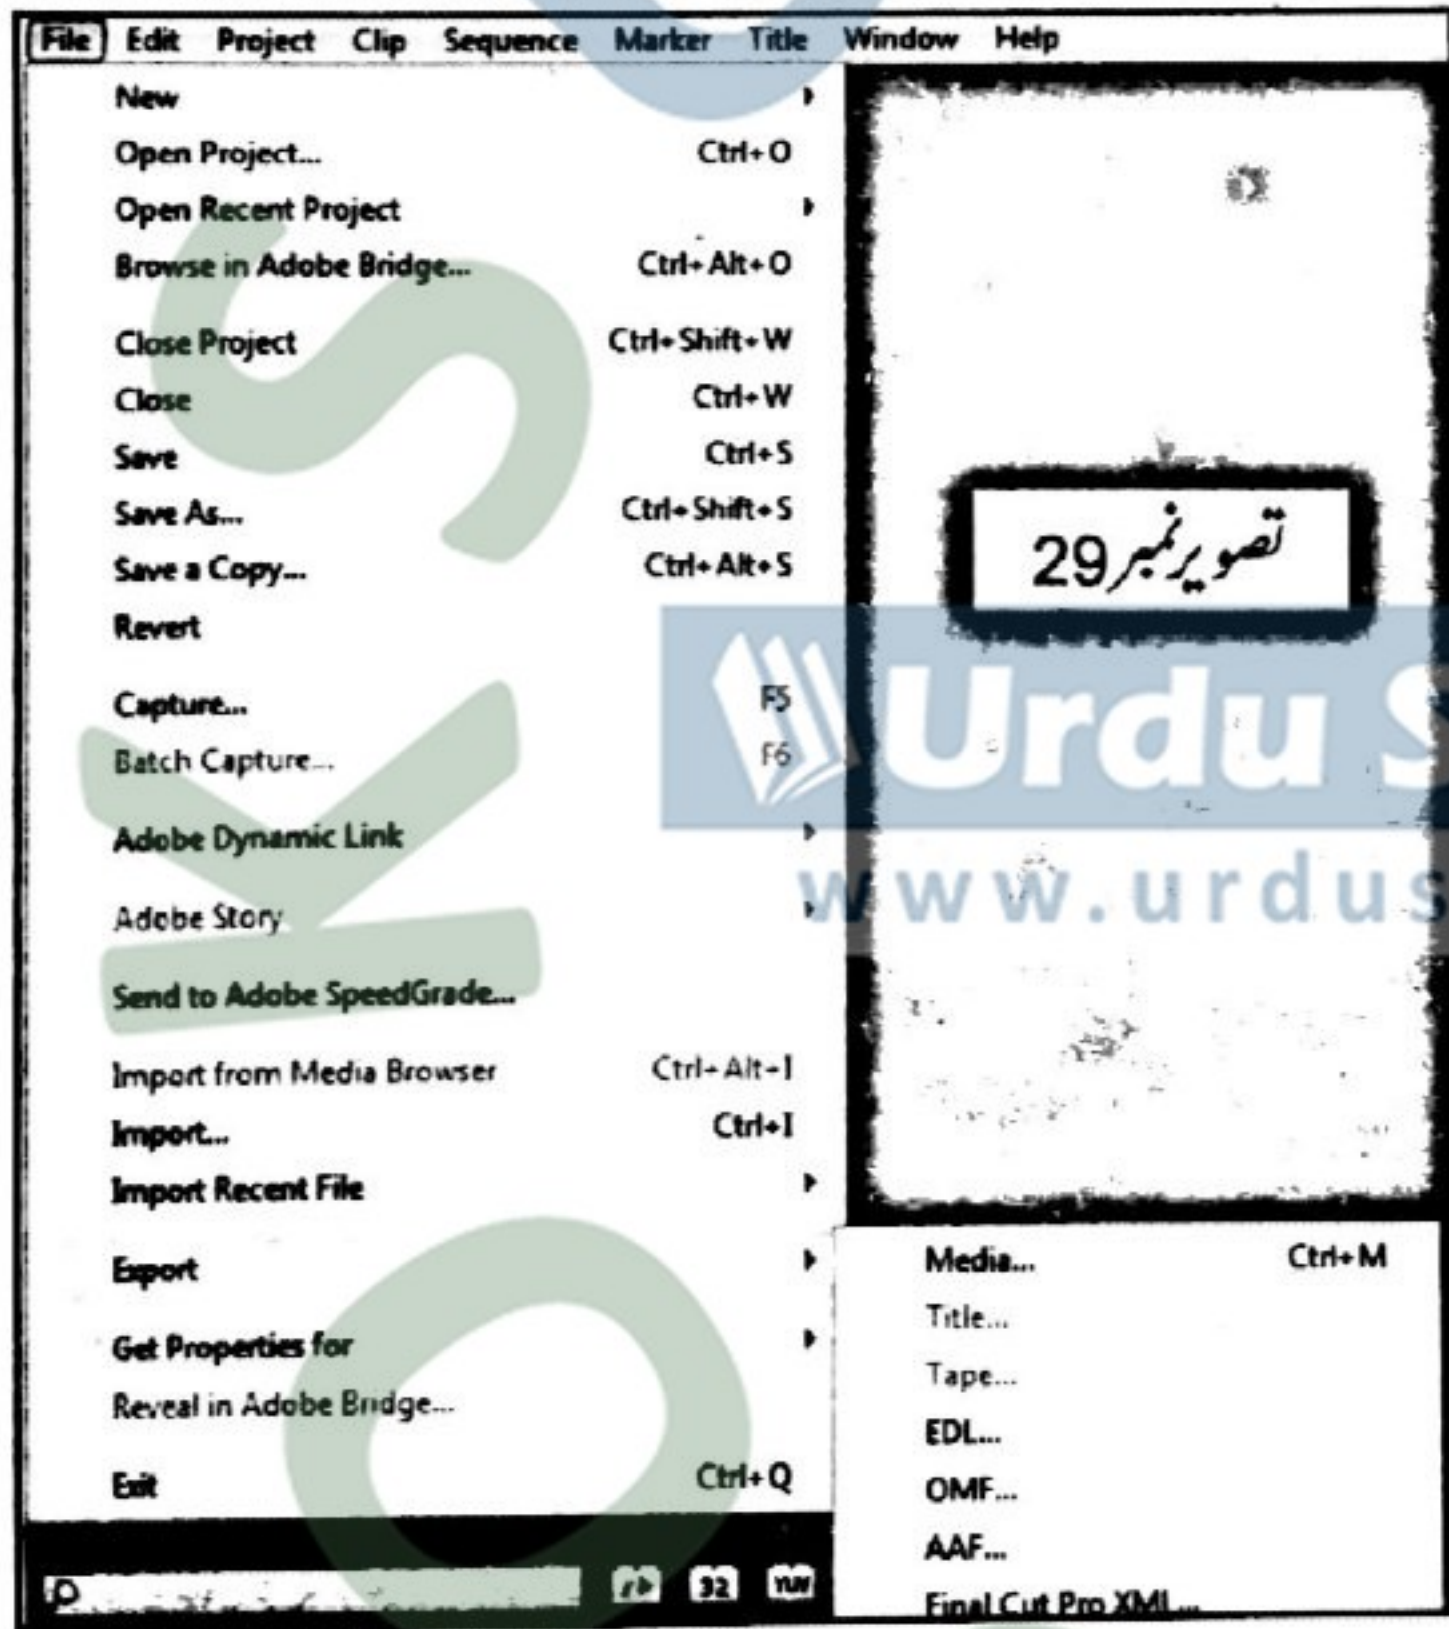 File Edit Project Clip Sequence Marker Title Window Help
New
Open Project... Ctrl+O
Open Recent Project
Browse in Adobe Bridge... Ctrl+Alt+O
Close Project Ctrl+Shift+W
Close Ctrl+W
Save Ctrl+S
Save As... Ctrl+Shift+S
Save a Copy... Ctrl+Alt+S
Revert
تصویر نمبر 29
Capture... F5
Batch Capture... F6
Urdu S
Adobe Dynamic Link
www.urdus
Adobe Story
Send to Adobe SpeedGrade...
Import from Media Browser Ctrl+Alt+I
Import... Ctrl+I
Import Recent File
Export
Get Properties for
Reveal in Adobe Bridge...
Exit Ctrl+Q
Media... Ctrl+M
Title...
Tape...
EDL...
OMF...
AAF...
Final Cut Pro XML...
32 YUV
O K S